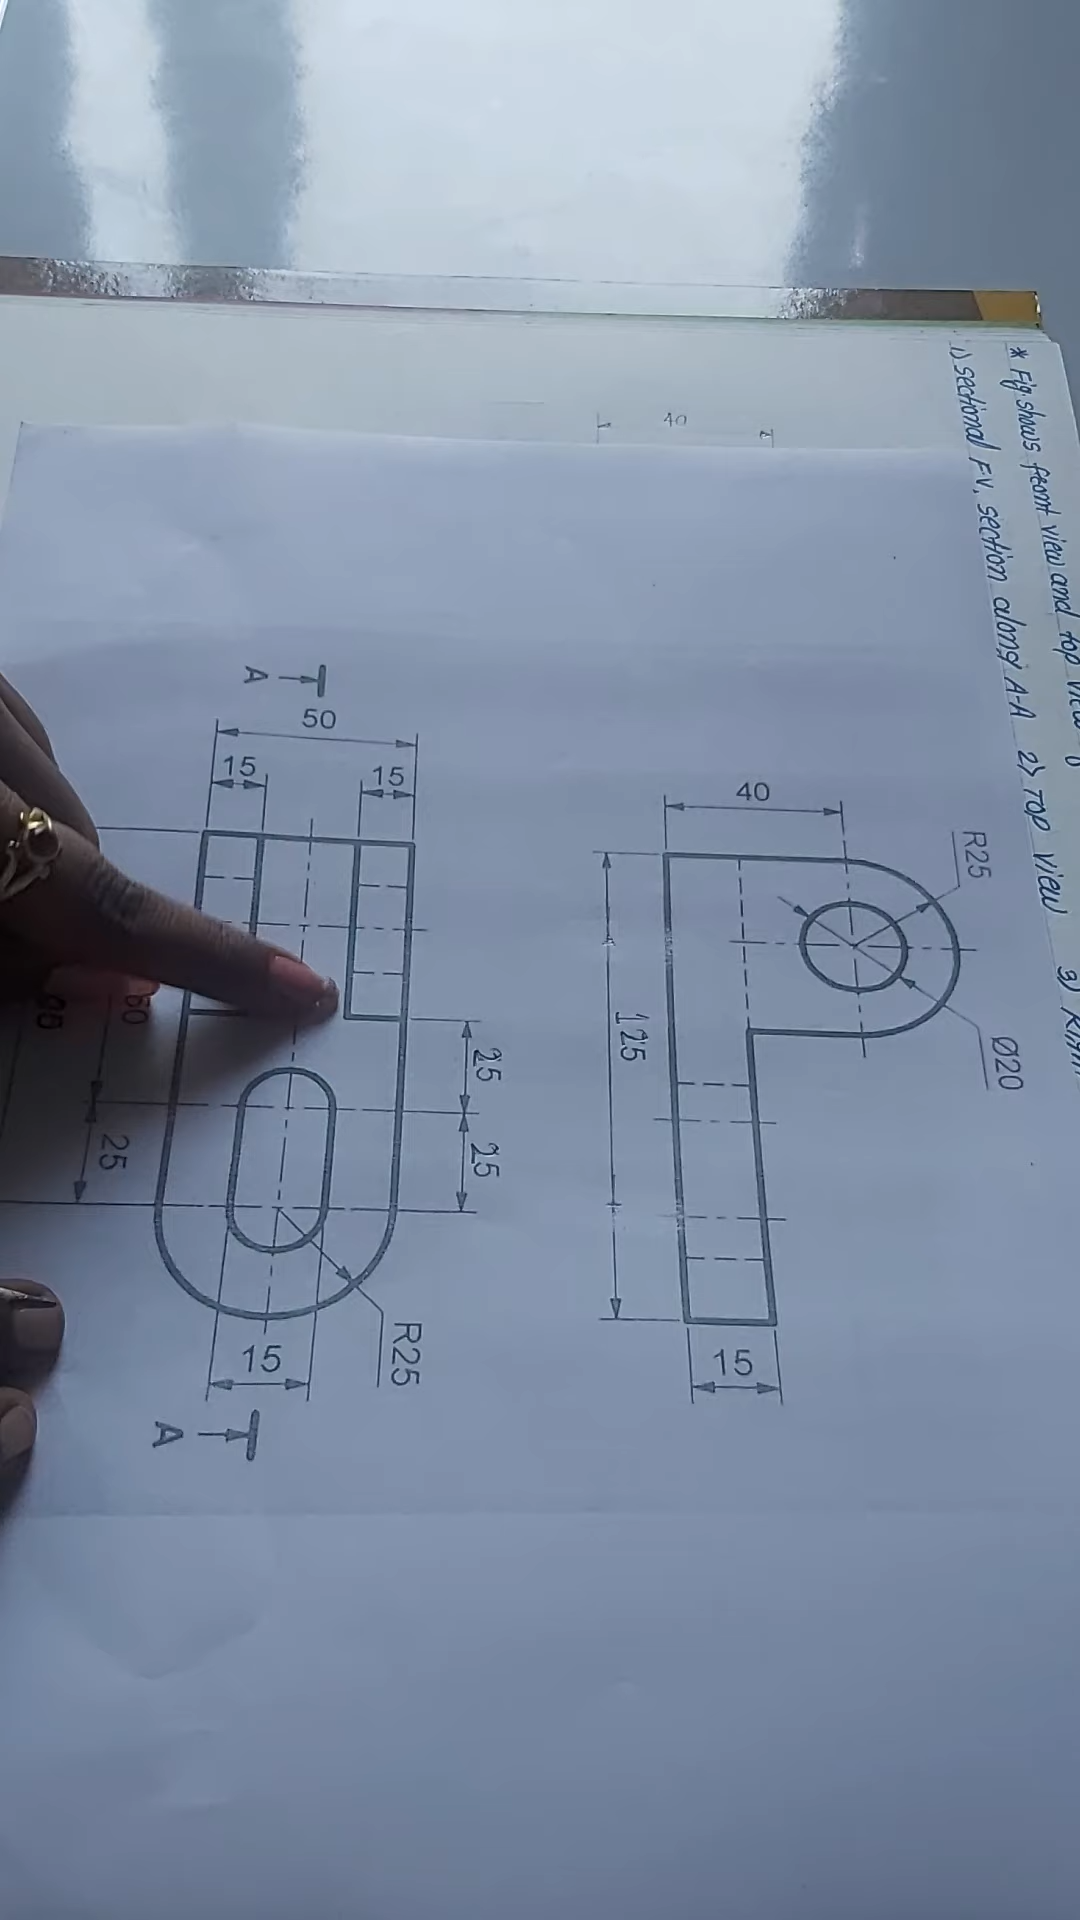 * Fig. shows front view and top view
1) sectional F.V, section along A-A 2) TOP view 3)
40
R25
Ø20
40
125
15
A
50
15
15
25
25
60
25
R25
15
A